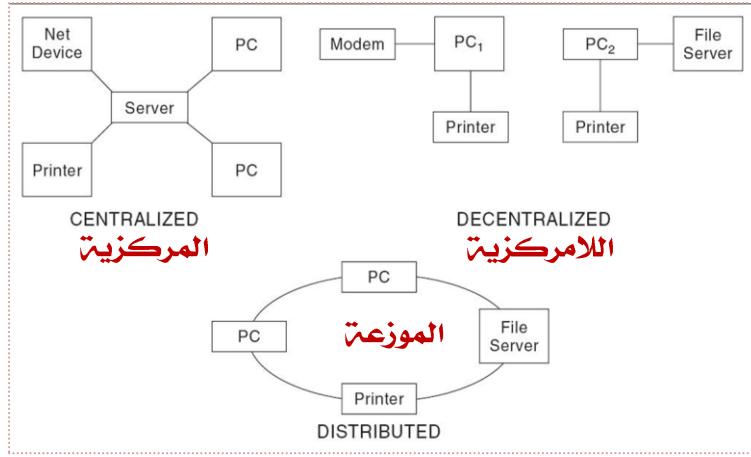 Net
Device
PC
Server
Printer
PC
CENTRALIZED
المركزية
Modem
PC₁
Printer
PC₂
File
Server
Printer
DECENTRALIZED
اللامركزية
PC
PC
الموزعة
File
Server
Printer
DISTRIBUTED